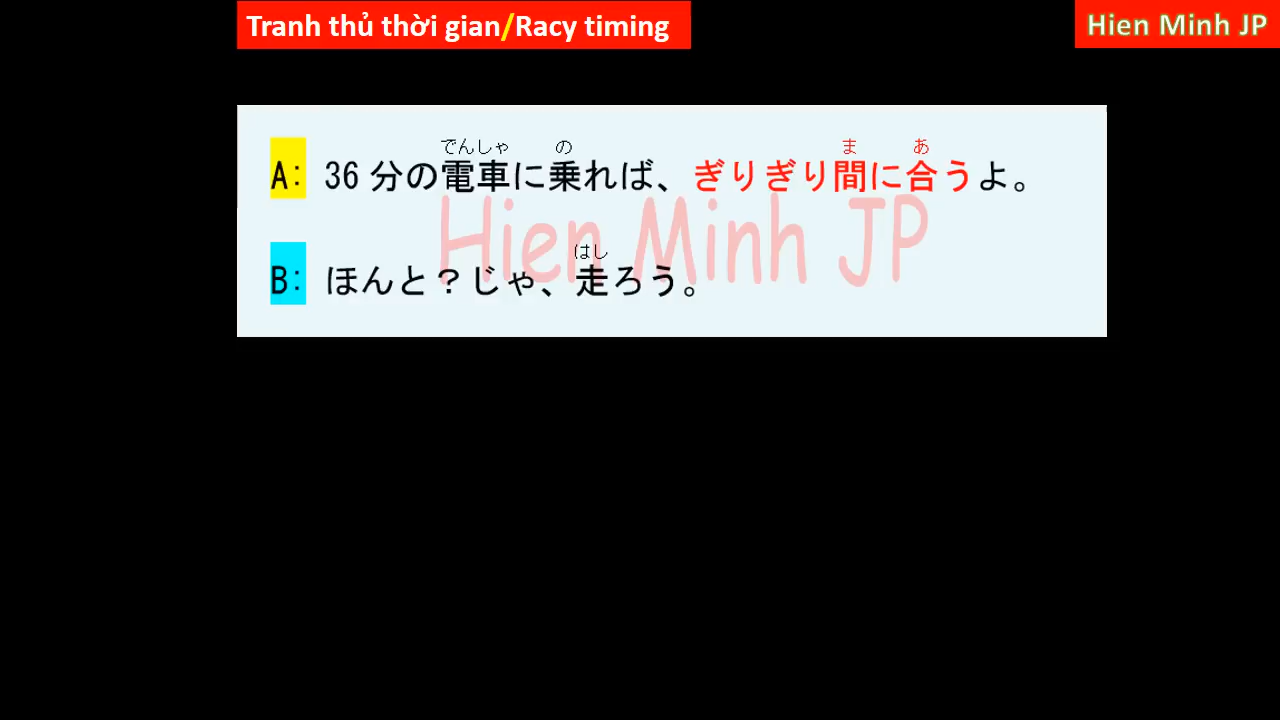 Tranh thủ thời gian/Racy timing
Hien Minh JP
でんしゃ の ま あ
A: 36分の電車に乗れば、ぎりぎり間に合うよ。
Hien Minh JP
はし
B: ほんと？じゃ、走ろう。